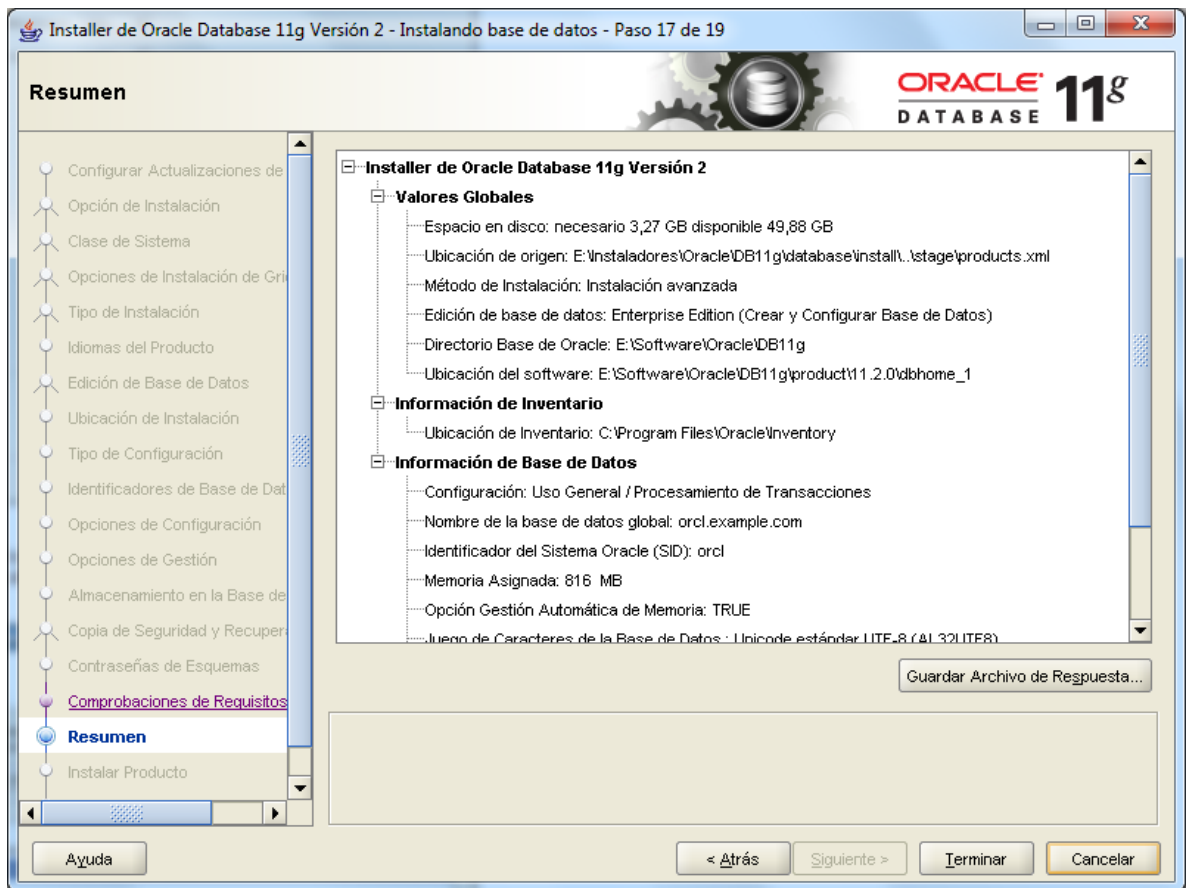 Installer de Oracle Database 11g Versión 2 - Instalando base de datos - Paso 17 de 19
Resumen
ORACLE
DATABASE
11g
Configurar Actualizaciones de
Opción de Instalación
Clase de Sistema
Opciones de Instalación de Gri
Tipo de Instalación
Idiomas del Producto
Edición de Base de Datos
Ubicación de Instalación
Tipo de Configuración
Identificadores de Base de Dat
Opciones de Configuración
Opciones de Gestión
Almacenamiento en la Base de
Copia de Seguridad y Recuper
Contraseñas de Esquemas
Comprobaciones de Requisitos
Resumen
Instalar Producto
Installer de Oracle Database 11g Versión 2
Valores Globales
Espacio en disco: necesario 3,27 GB disponible 49,88 GB
Ubicación de origen: E:\Instaladores\Oracle\DB11g\database\install\..\stage\products.xml
Método de Instalación: Instalación avanzada
Edición de base de datos: Enterprise Edition (Crear y Configurar Base de Datos)
Directorio Base de Oracle: E:\Software\Oracle\DB11g
Ubicación del software: E:\Software\Oracle\DB11g\product\11.2.0\dbhome_1
Información de Inventario
Ubicación de Inventario: C:\Program Files\Oracle\Inventory
Información de Base de Datos
Configuración: Uso General / Procesamiento de Transacciones
Nombre de la base de datos global: orcl.example.com
Identificador del Sistema Oracle (SID): orcl
Memoria Asignada: 816 MB
Opción Gestión Automática de Memoria: TRUE
Juego de Caracteres de la Base de Datos : Unicode estándar UTF-8 (AL32UTF8)
Guardar Archivo de Respuesta...
Ayuda
< Atrás
Siguiente >
Terminar
Cancelar